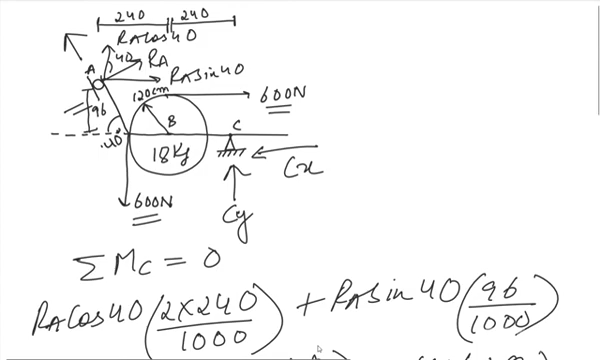 240 240
RA cos 40
40 RA
A
RA sin 40
120cm
600N
96
B C
40°
18Kg
Cx
600N
Cy
ΣMc = 0
RA cos 40 (2×240/1000) + RA sin 40 (96/1000)